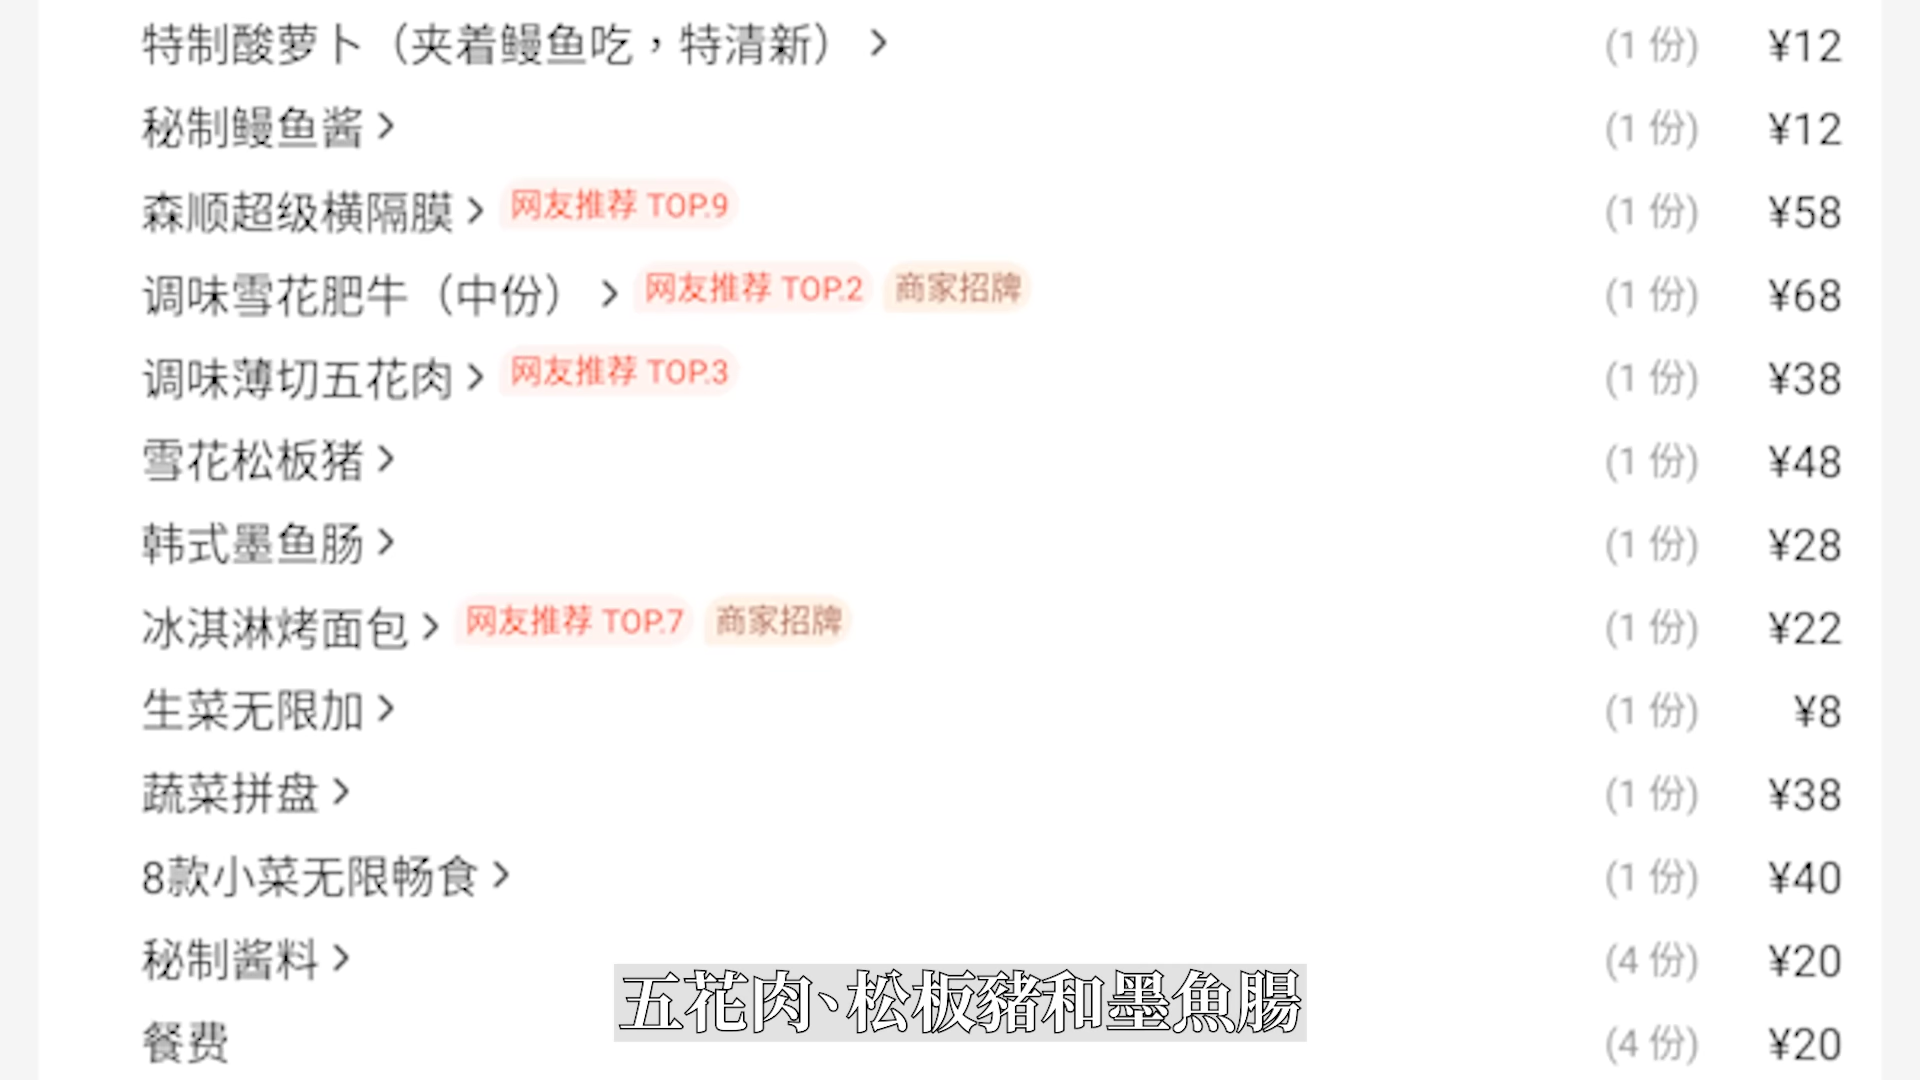 特制酸萝卜（夹着鳗鱼吃，特清新） > (1 份) ¥12
秘制鳗鱼酱 > (1 份) ¥12
森顺超级横隔膜 > 网友推荐 TOP.9 (1 份) ¥58
调味雪花肥牛（中份） > 网友推荐 TOP.2 商家招牌 (1 份) ¥68
调味薄切五花肉 > 网友推荐 TOP.3 (1 份) ¥38
雪花松板猪 > (1 份) ¥48
韩式墨鱼肠 > (1 份) ¥28
冰淇淋烤面包 > 网友推荐 TOP.7 商家招牌 (1 份) ¥22
生菜无限加 > (1 份) ¥8
蔬菜拼盘 > (1 份) ¥38
8款小菜无限畅食 > (1 份) ¥40
秘制酱料 > (4 份) ¥20
五花肉、松板豬和墨魚腸
餐费 (4 份) ¥20